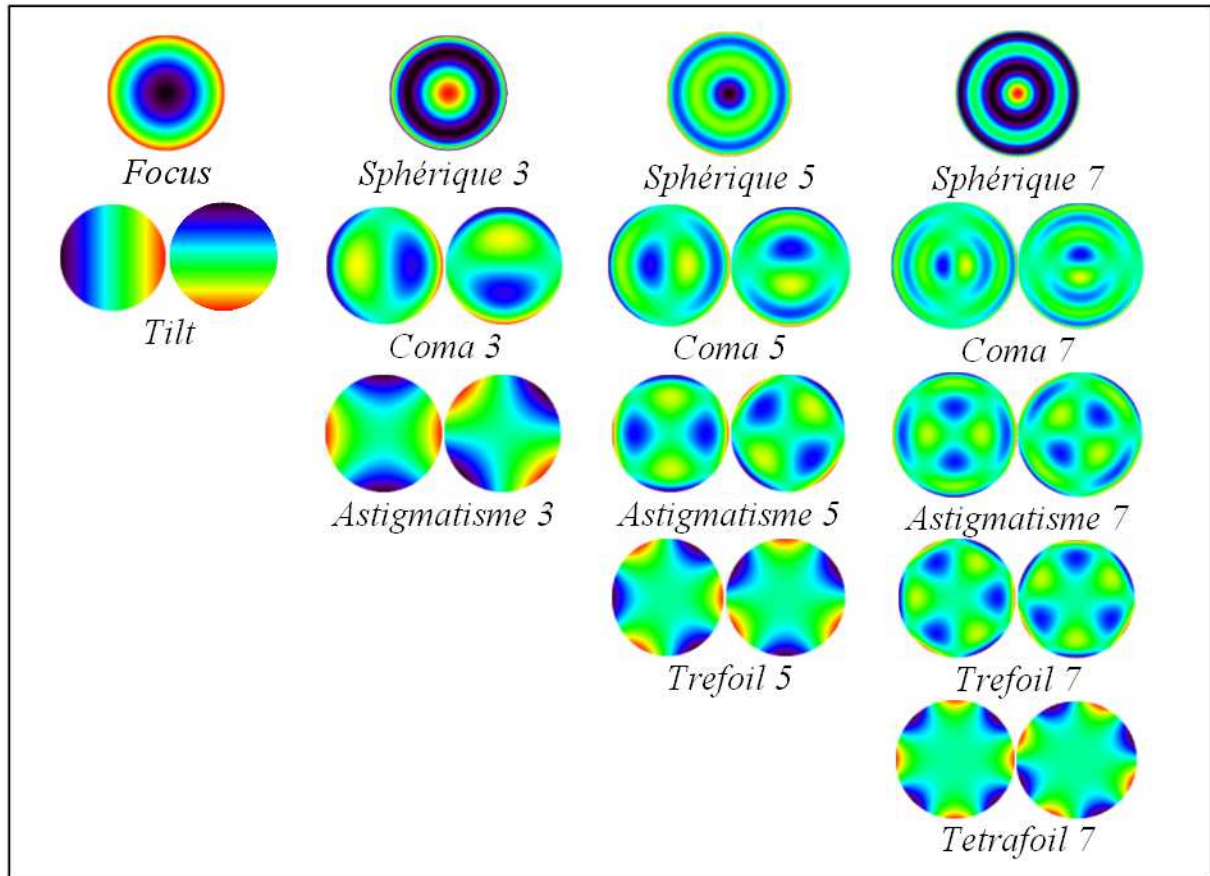 Focus
Sphérique 3
Sphérique 5
Sphérique 7
Tilt
Coma 3
Coma 5
Coma 7
Astigmatisme 3
Astigmatisme 5
Astigmatisme 7
Trefoil 5
Trefoil 7
Tetrafoil 7